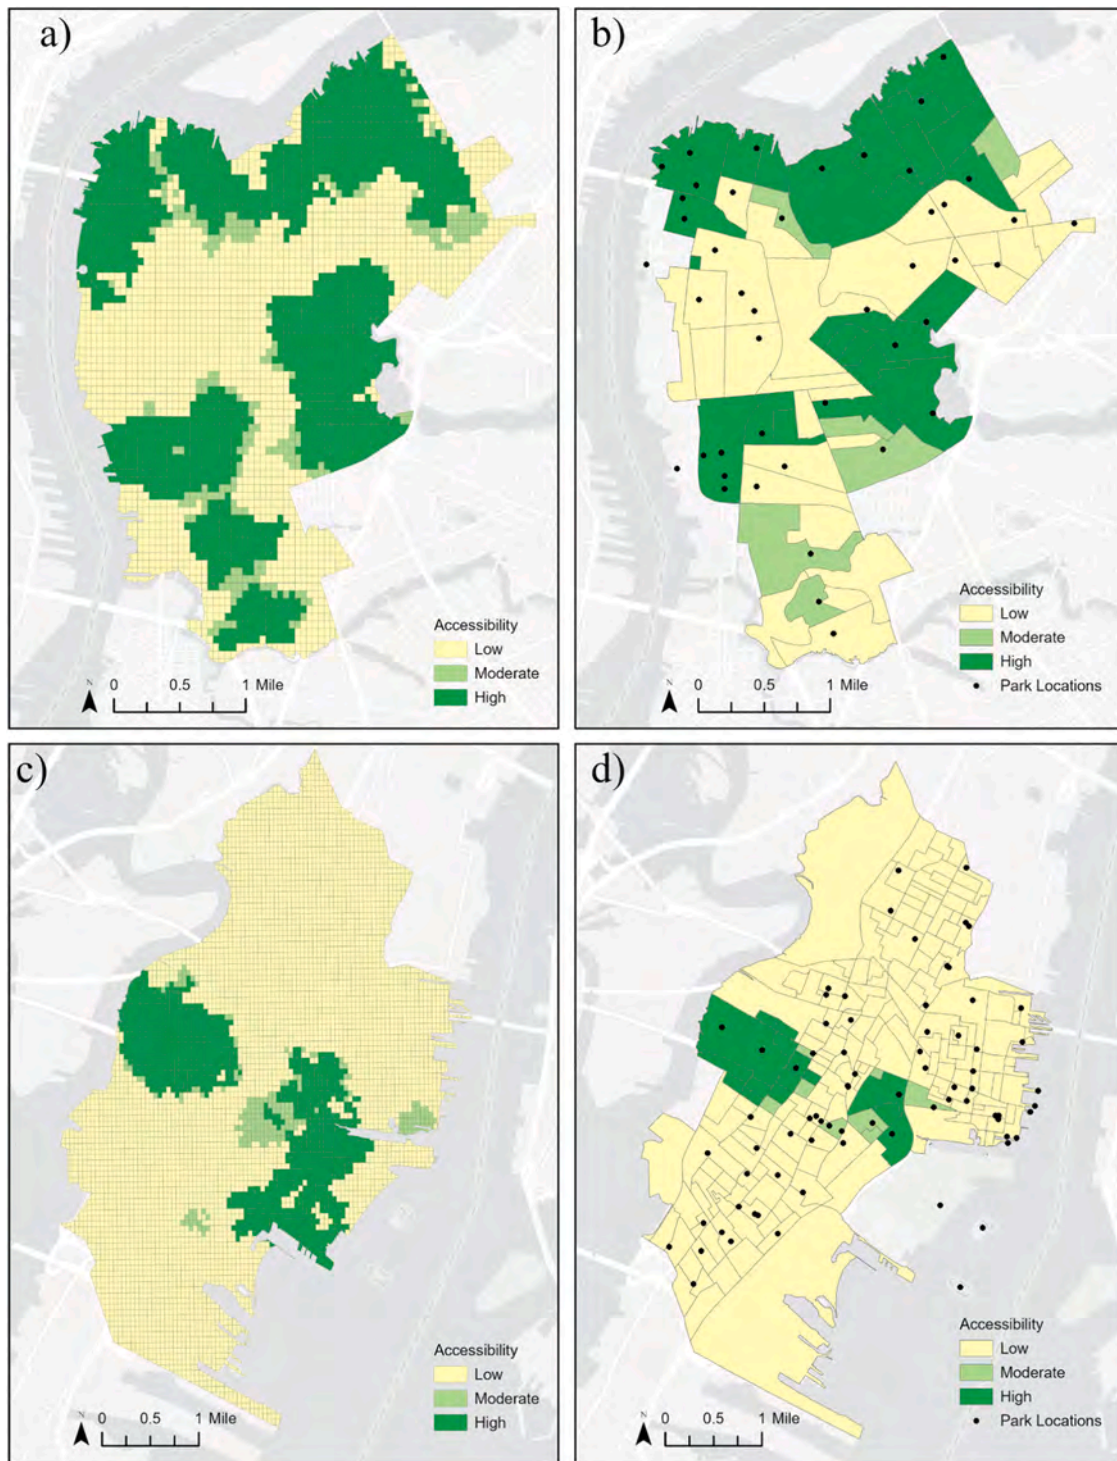 a)
Accessibility
Low
Moderate
High
N
0 0.5 1 Mile
b)
Accessibility
Low
Moderate
High
Park Locations
N
0 0.5 1 Mile
c)
Accessibility
Low
Moderate
High
N
0 0.5 1 Mile
d)
Accessibility
Low
Moderate
High
Park Locations
N
0 0.5 1 Mile